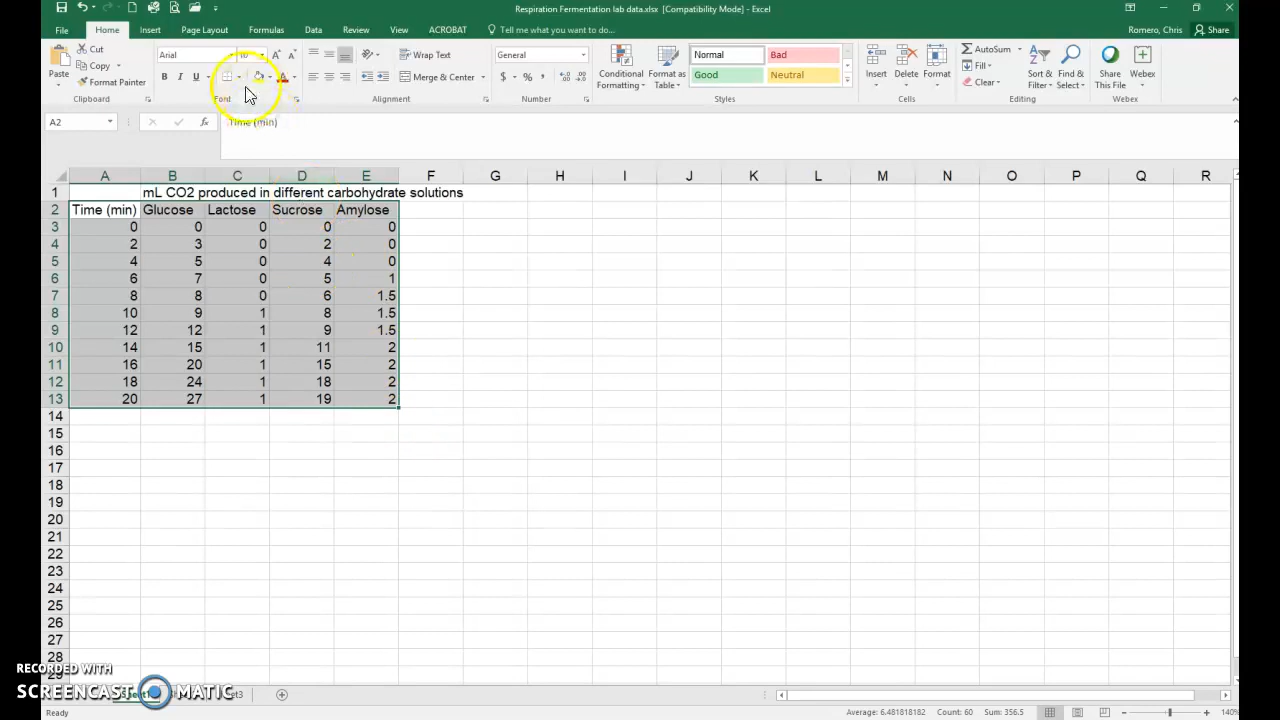 Respiration Fermentation lab data.xlsx [Compatibility Mode] - Excel
File Home Insert Page Layout Formulas Data Review View ACROBAT Tell me what you want to do... Romero, Chris Share
Paste Cut Copy Format Painter Clipboard
Arial 10 B I U A Font
Wrap Text Merge & Center Alignment
General $ % , Number
Conditional Formatting Format as Table Normal Bad Good Neutral Styles
Insert Delete Format Cells
AutoSum Fill Clear Sort & Filter Find & Select Editing
Share This File Webex
A2 fx Time (min)
A B C D E F G H I J K L M N O P Q R
1 mL CO2 produced in different carbohydrate solutions
2 Time (min) Glucose Lactose Sucrose Amylose
3 0 0 0 0 0
4 2 3 0 2 0
5 4 5 0 4 0
6 6 7 0 5 1
7 8 8 0 6 1.5
8 10 9 1 8 1.5
9 12 12 1 9 1.5
10 14 15 1 11 2
11 16 20 1 15 2
12 18 24 1 18 2
13 20 27 1 19 2
14
15
16
17
18
19
20
21
22
23
24
25
26
27
28
29
RECORDED WITH
SCREENCAST MATIC
Ready Average: 6.481818182 Count: 60 Sum: 356.5 140%